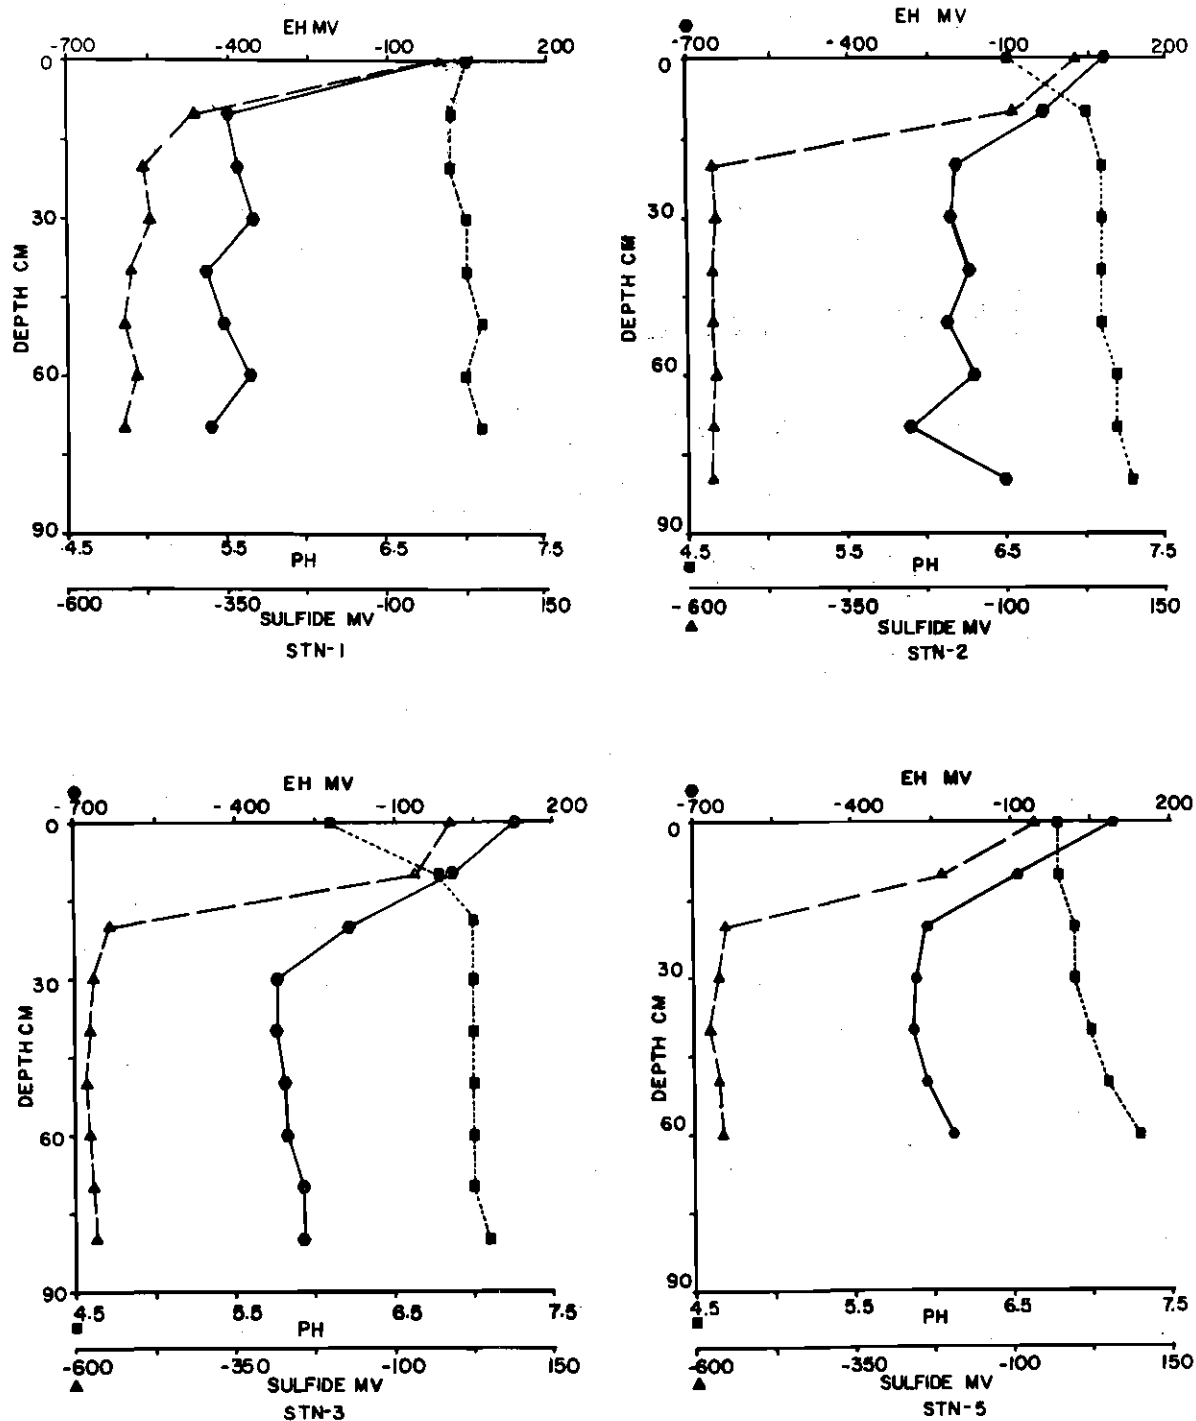 EH MV
-700 -400 -100 200
0
30
60
90
DEPTH CM
-4.5 5.5 6.5 7.5
PH
-600 -350 -100 150
SULFIDE MV
STN-1
EH MV
-700 -400 -100 200
0
30
60
90
DEPTH CM
4.5 5.5 6.5 7.5
PH
-600 -350 -100 150
SULFIDE MV
STN-2
EH MV
-700 -400 -100 200
0
30
60
90
DEPTH CM
4.5 5.5 6.5 7.5
PH
-600 -350 -100 150
SULFIDE MV
STN-3
EH MV
-700 -400 -100 200
0
30
60
90
DEPTH CM
4.5 5.5 6.5 7.5
PH
-600 -350 -100 150
SULFIDE MV
STN-5